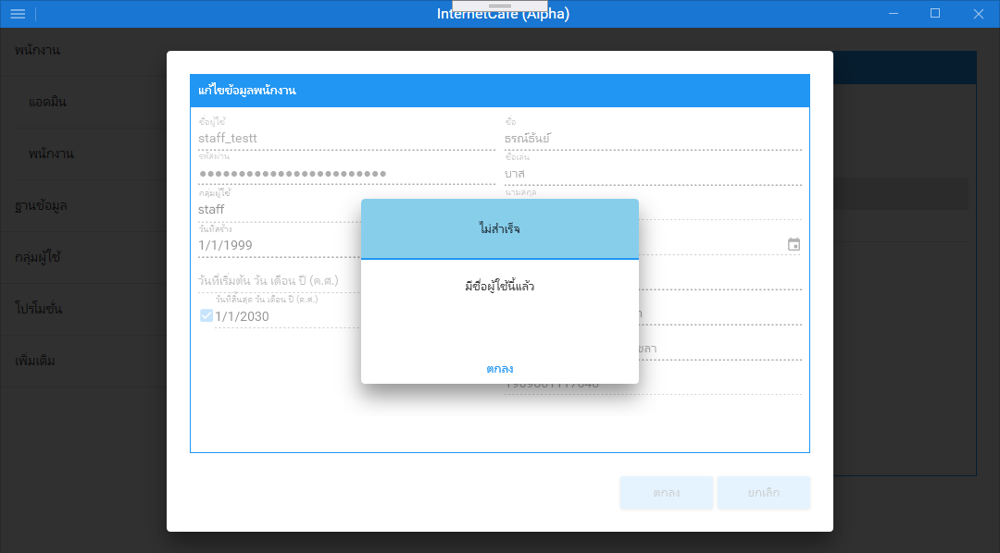 InternetCafe (Alpha)
พนักงาน
แอดมิน
พนักงาน
ฐานข้อมูล
กลุ่มผู้ใช้
โปรโมชั่น
เพิ่มเติม
แก้ไขข้อมูลพนักงาน
ชื่อผู้ใช้
staff_testt
รหัสผ่าน
กลุ่มผู้ใช้
staff
วันที่สร้าง
1/1/1999
วันที่เริ่มต้น วัน เดือน ปี (ค.ศ.)
วันที่สิ้นสุด วัน เดือน ปี (ค.ศ.)
1/1/2030
ชื่อ
ธรณ์ธันย์
ชื่อเล่น
บาส
นามสกุล
ไม่สำเร็จ
มีชื่อผู้ใช้นี้แล้ว
ตกลง
ตกลง
ยกเลิก